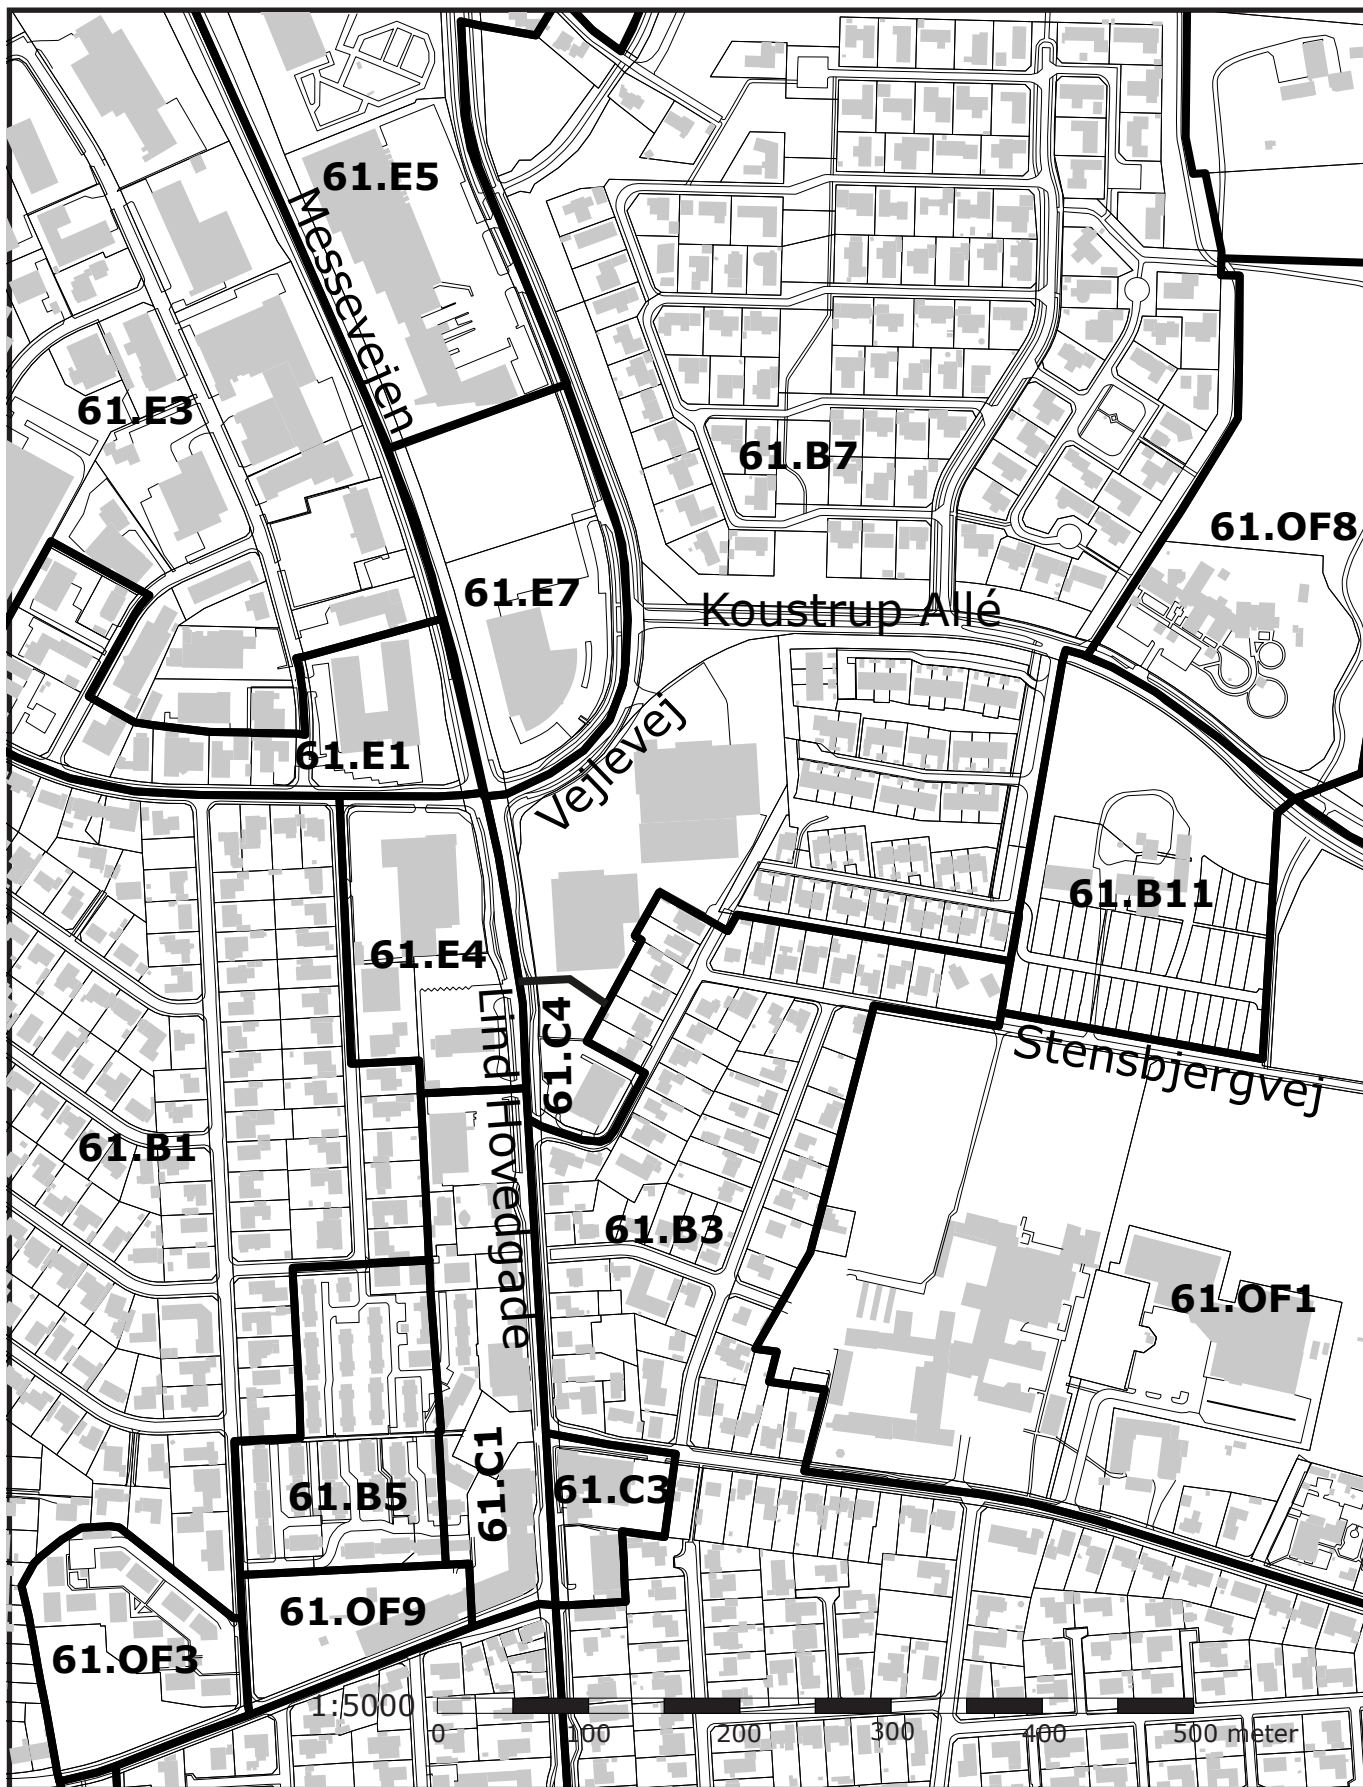 61.E5
Messevejen
61.E3
61.B7
61.OF8
61.E7
Koustrup Allé
61.E1
Vejlevej
61.B11
61.E4
61.C4
Lind Hovedgade
Stensbjergvej
61.B1
61.B3
61.OF1
61.C1
61.B5
61.C3
61.OF9
61.OF3
1:5000
0 100 200 300 400 500 meter